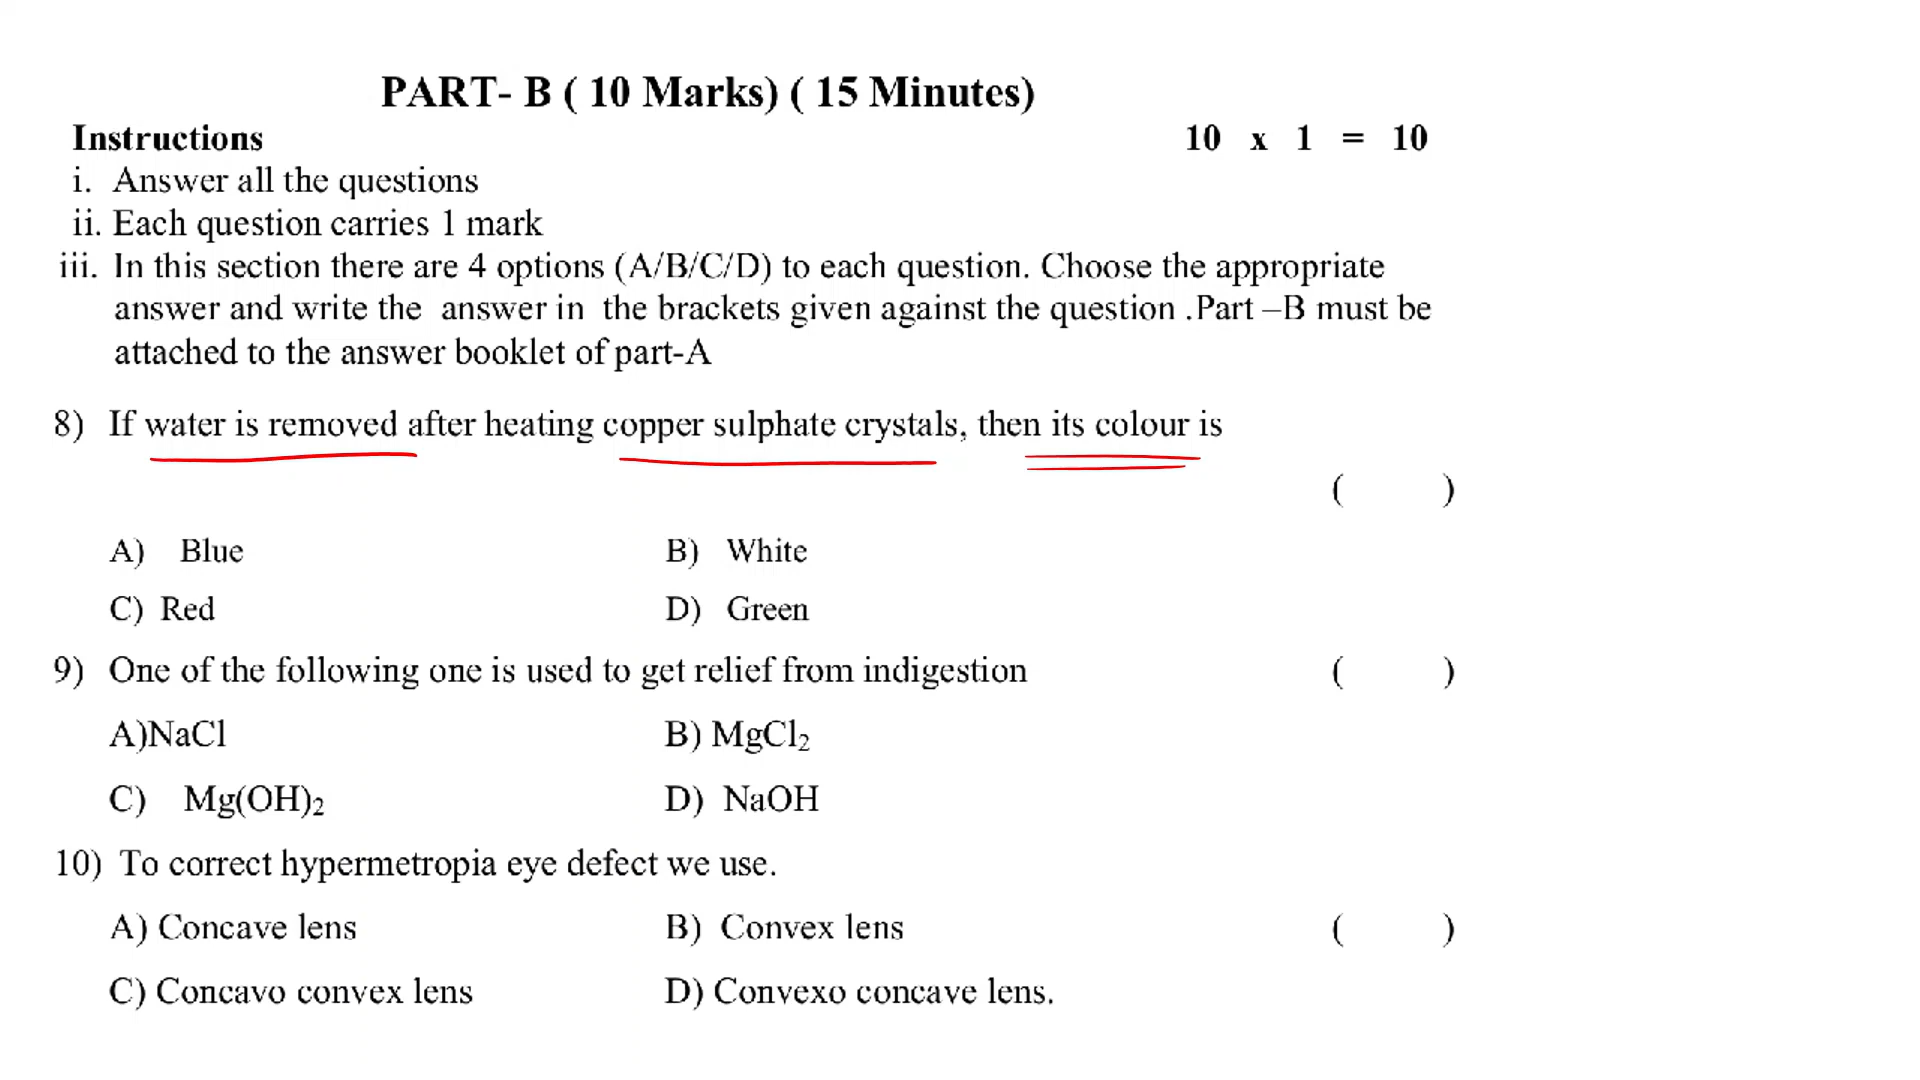 PART- B ( 10 Marks) ( 15 Minutes)
Instructions 10 x 1 = 10
i. Answer all the questions
ii. Each question carries 1 mark
iii. In this section there are 4 options (A/B/C/D) to each question. Choose the appropriate
answer and write the answer in the brackets given against the question .Part –B must be
attached to the answer booklet of part-A
8) If water is removed after heating copper sulphate crystals, then its colour is
( )
A) Blue B) White
C) Red D) Green
9) One of the following one is used to get relief from indigestion ( )
A)NaCl B) MgCl₂
C) Mg(OH)₂ D) NaOH
10) To correct hypermetropia eye defect we use.
A) Concave lens B) Convex lens ( )
C) Concavo convex lens D) Convexo concave lens.